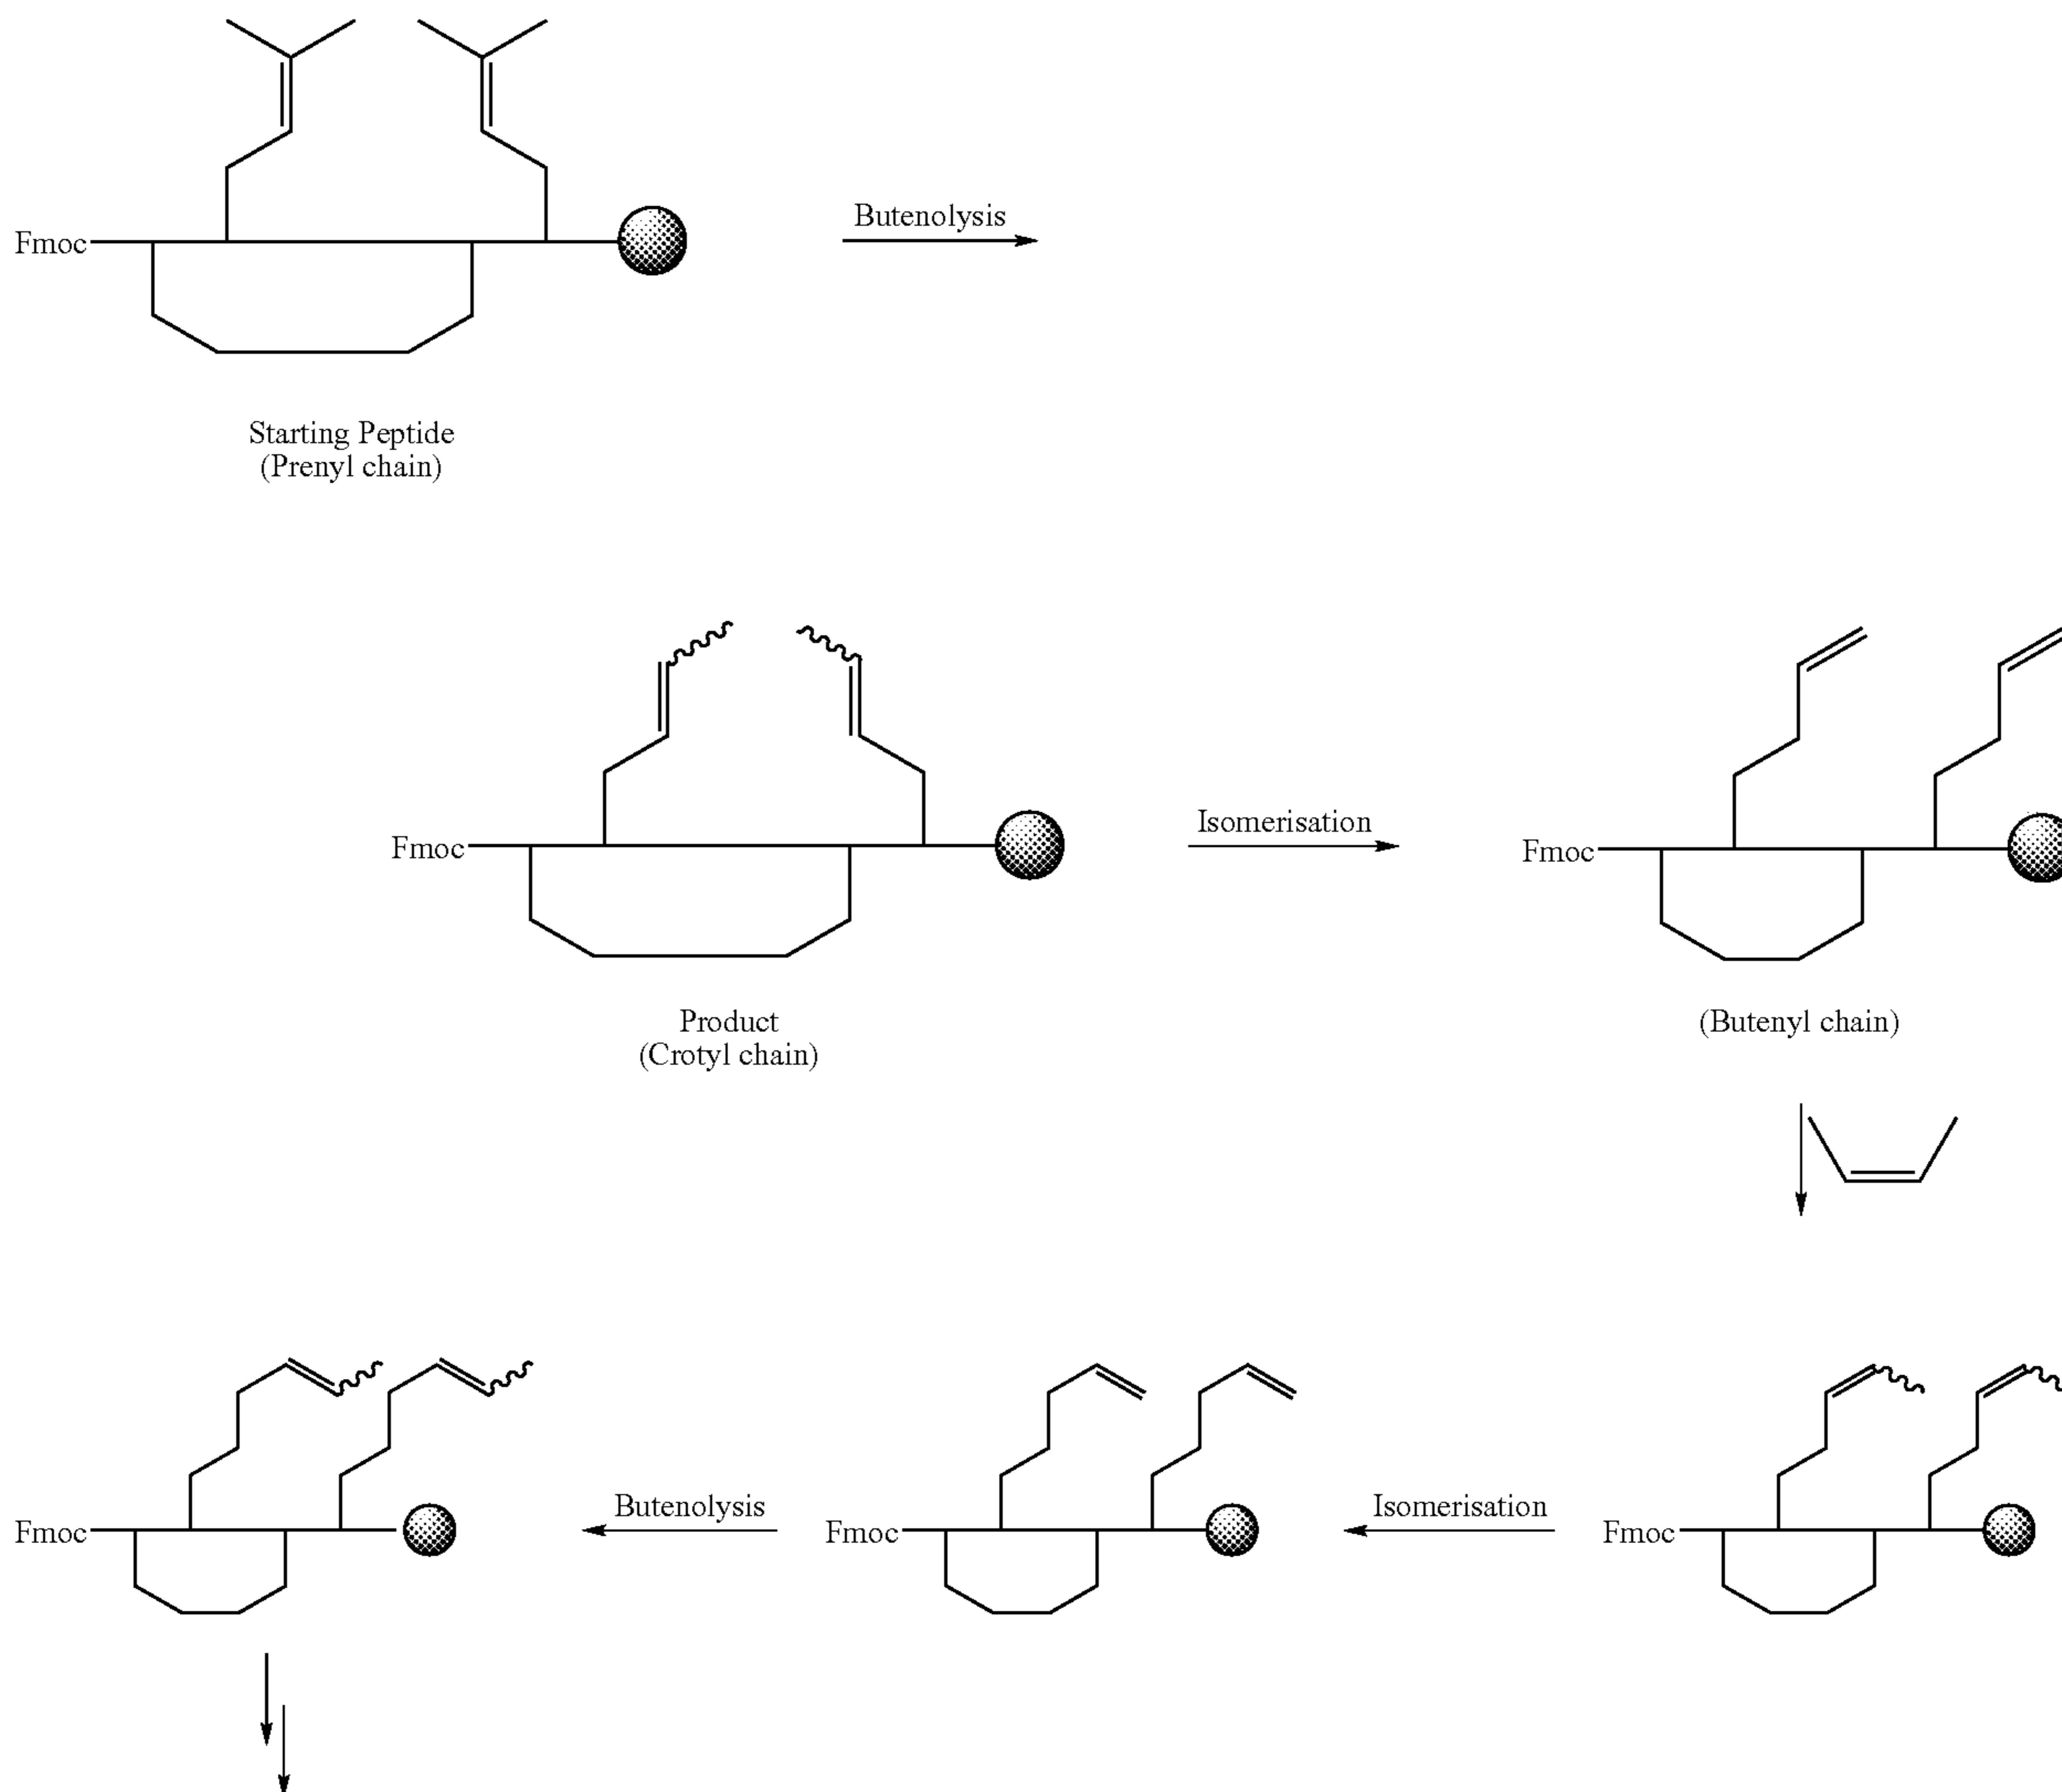 Butenolysis
Fmoc
Starting Peptide
(Prenyl chain)
Isomerisation
Fmoc
Fmoc
Product
(Crotyl chain)
(Butenyl chain)
Butenolysis
Isomerisation
Fmoc
Fmoc
Fmoc